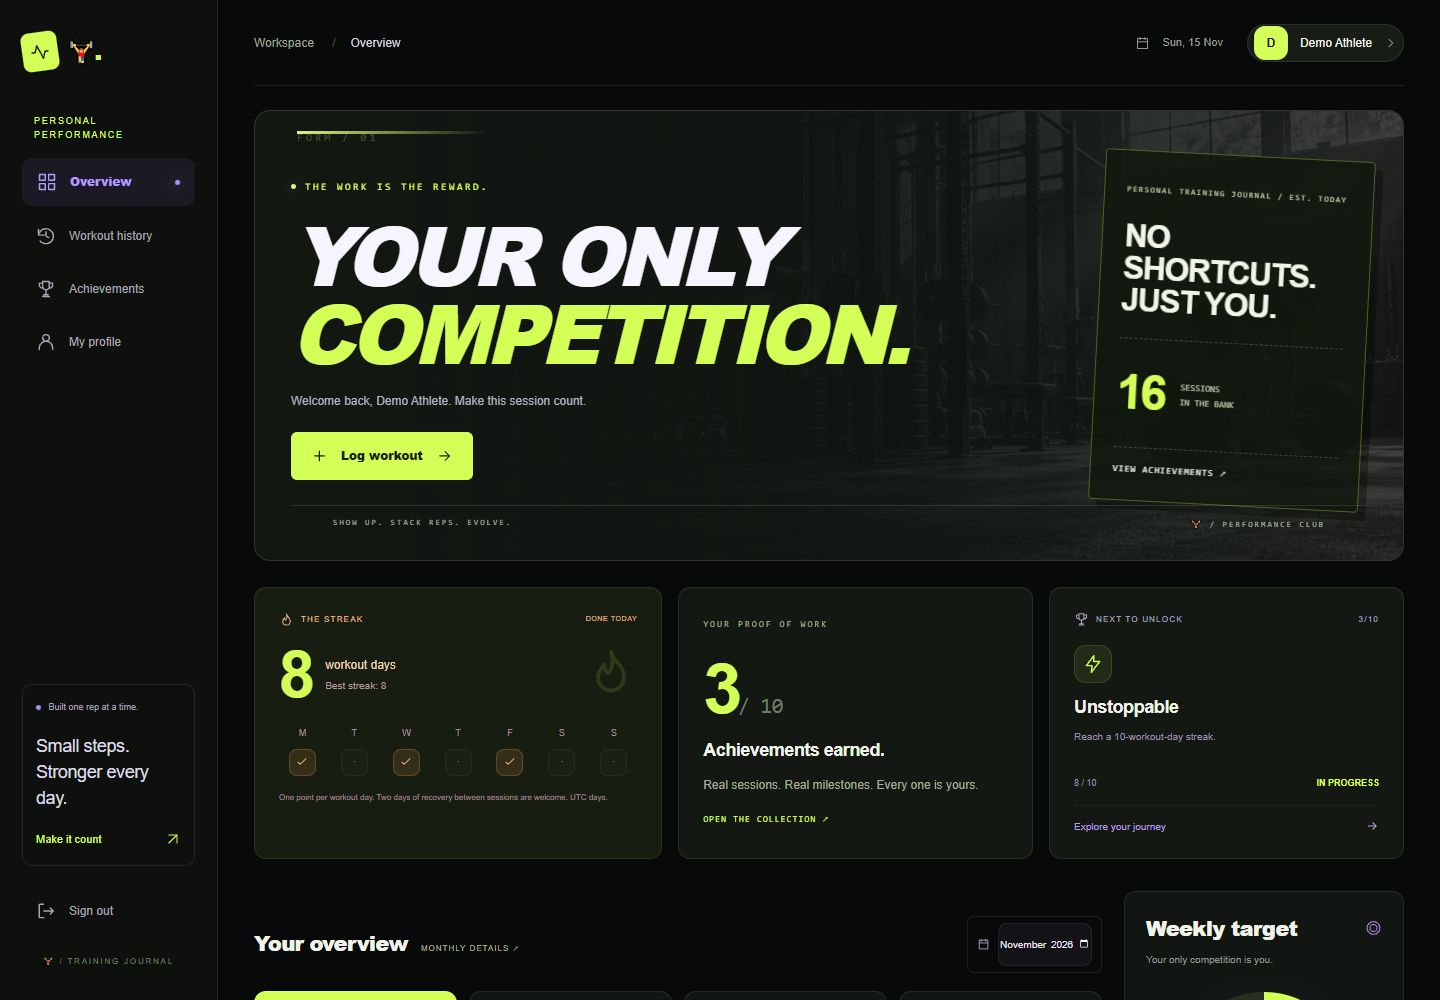 PERSONAL
PERFORMANCE
Overview
Workout history
Achievements
My profile
Built one rep at a time.
Small steps.
Stronger every
day.
Make it count
Sign out
/ TRAINING JOURNAL
Workspace / Overview
Sun, 15 Nov
D
Demo Athlete
FORM / 01
THE WORK IS THE REWARD.
YOUR ONLY
COMPETITION.
Welcome back, Demo Athlete. Make this session count.
+ Log workout →
SHOW UP. STACK REPS. EVOLVE.
PERSONAL TRAINING JOURNAL / EST. TODAY
NO
SHORTCUTS.
JUST YOU.
16
SESSIONS
IN THE BANK
VIEW ACHIEVEMENTS ↗
/ PERFORMANCE CLUB
THE STREAK
DONE TODAY
8
workout days
Best streak: 8
M T W T F S S
One point per workout day. Two days of recovery between sessions are welcome. UTC days.
YOUR PROOF OF WORK
3 / 10
Achievements earned.
Real sessions. Real milestones. Every one is yours.
OPEN THE COLLECTION ↗
NEXT TO UNLOCK
3/10
Unstoppable
Reach a 10-workout-day streak.
8 / 10
IN PROGRESS
Explore your journey →
Your overview
MONTHLY DETAILS ↗
November 2026
Weekly target
Your only competition is you.